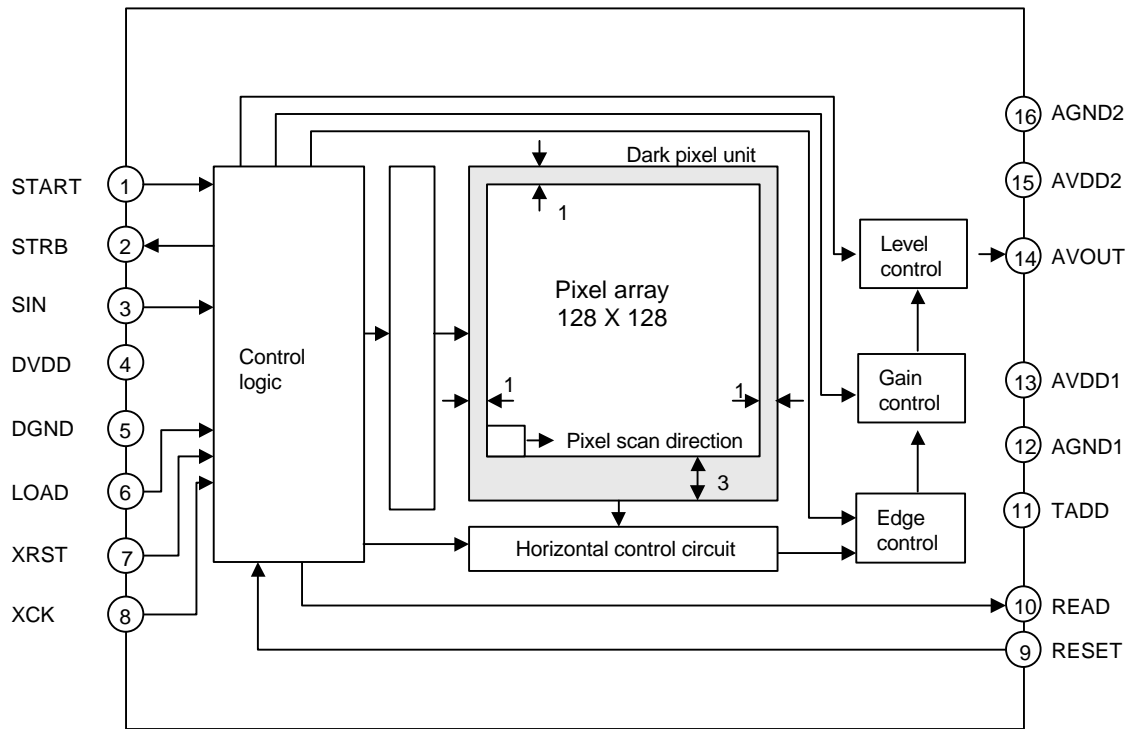 START
1
STRB
2
SIN
3
DVDD
4
DGND
5
LOAD
6
XRST
7
XCK
8
Control
logic
Dark pixel unit
1
Pixel array
128 X 128
1
1
Pixel scan direction
3
Horizontal control circuit
Level
control
Gain
control
Edge
control
16
AGND2
15
AVDD2
14
AVOUT
13
AVDD1
12
AGND1
11
TADD
10
READ
9
RESET